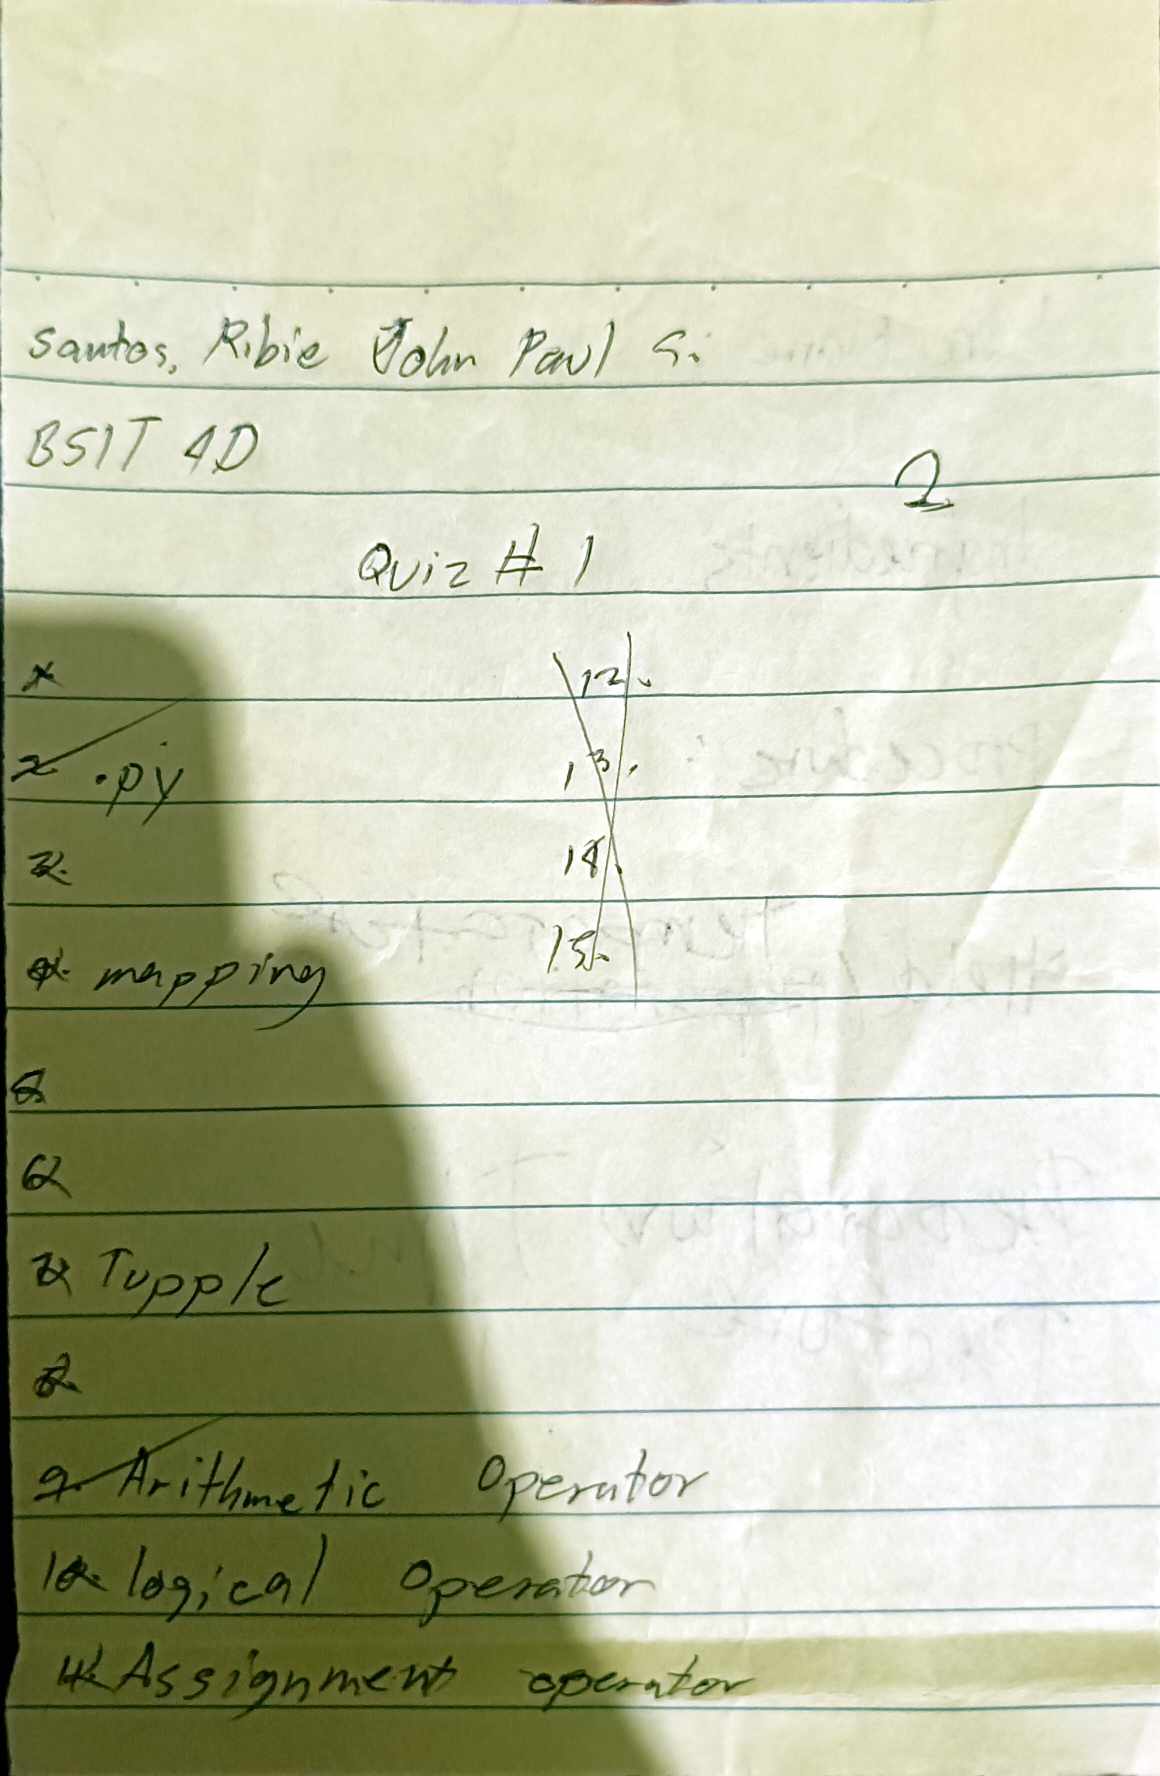 Santos, Ribie John Paul G.
BSIT 4D
2
Quiz # 1
1.
2. .py
3.
4. mapping
5.
6.
7. Tupple
8.
9. Arithmetic Operator
10. logical Operator
11. Assignment operator
12.
13.
14.
15.